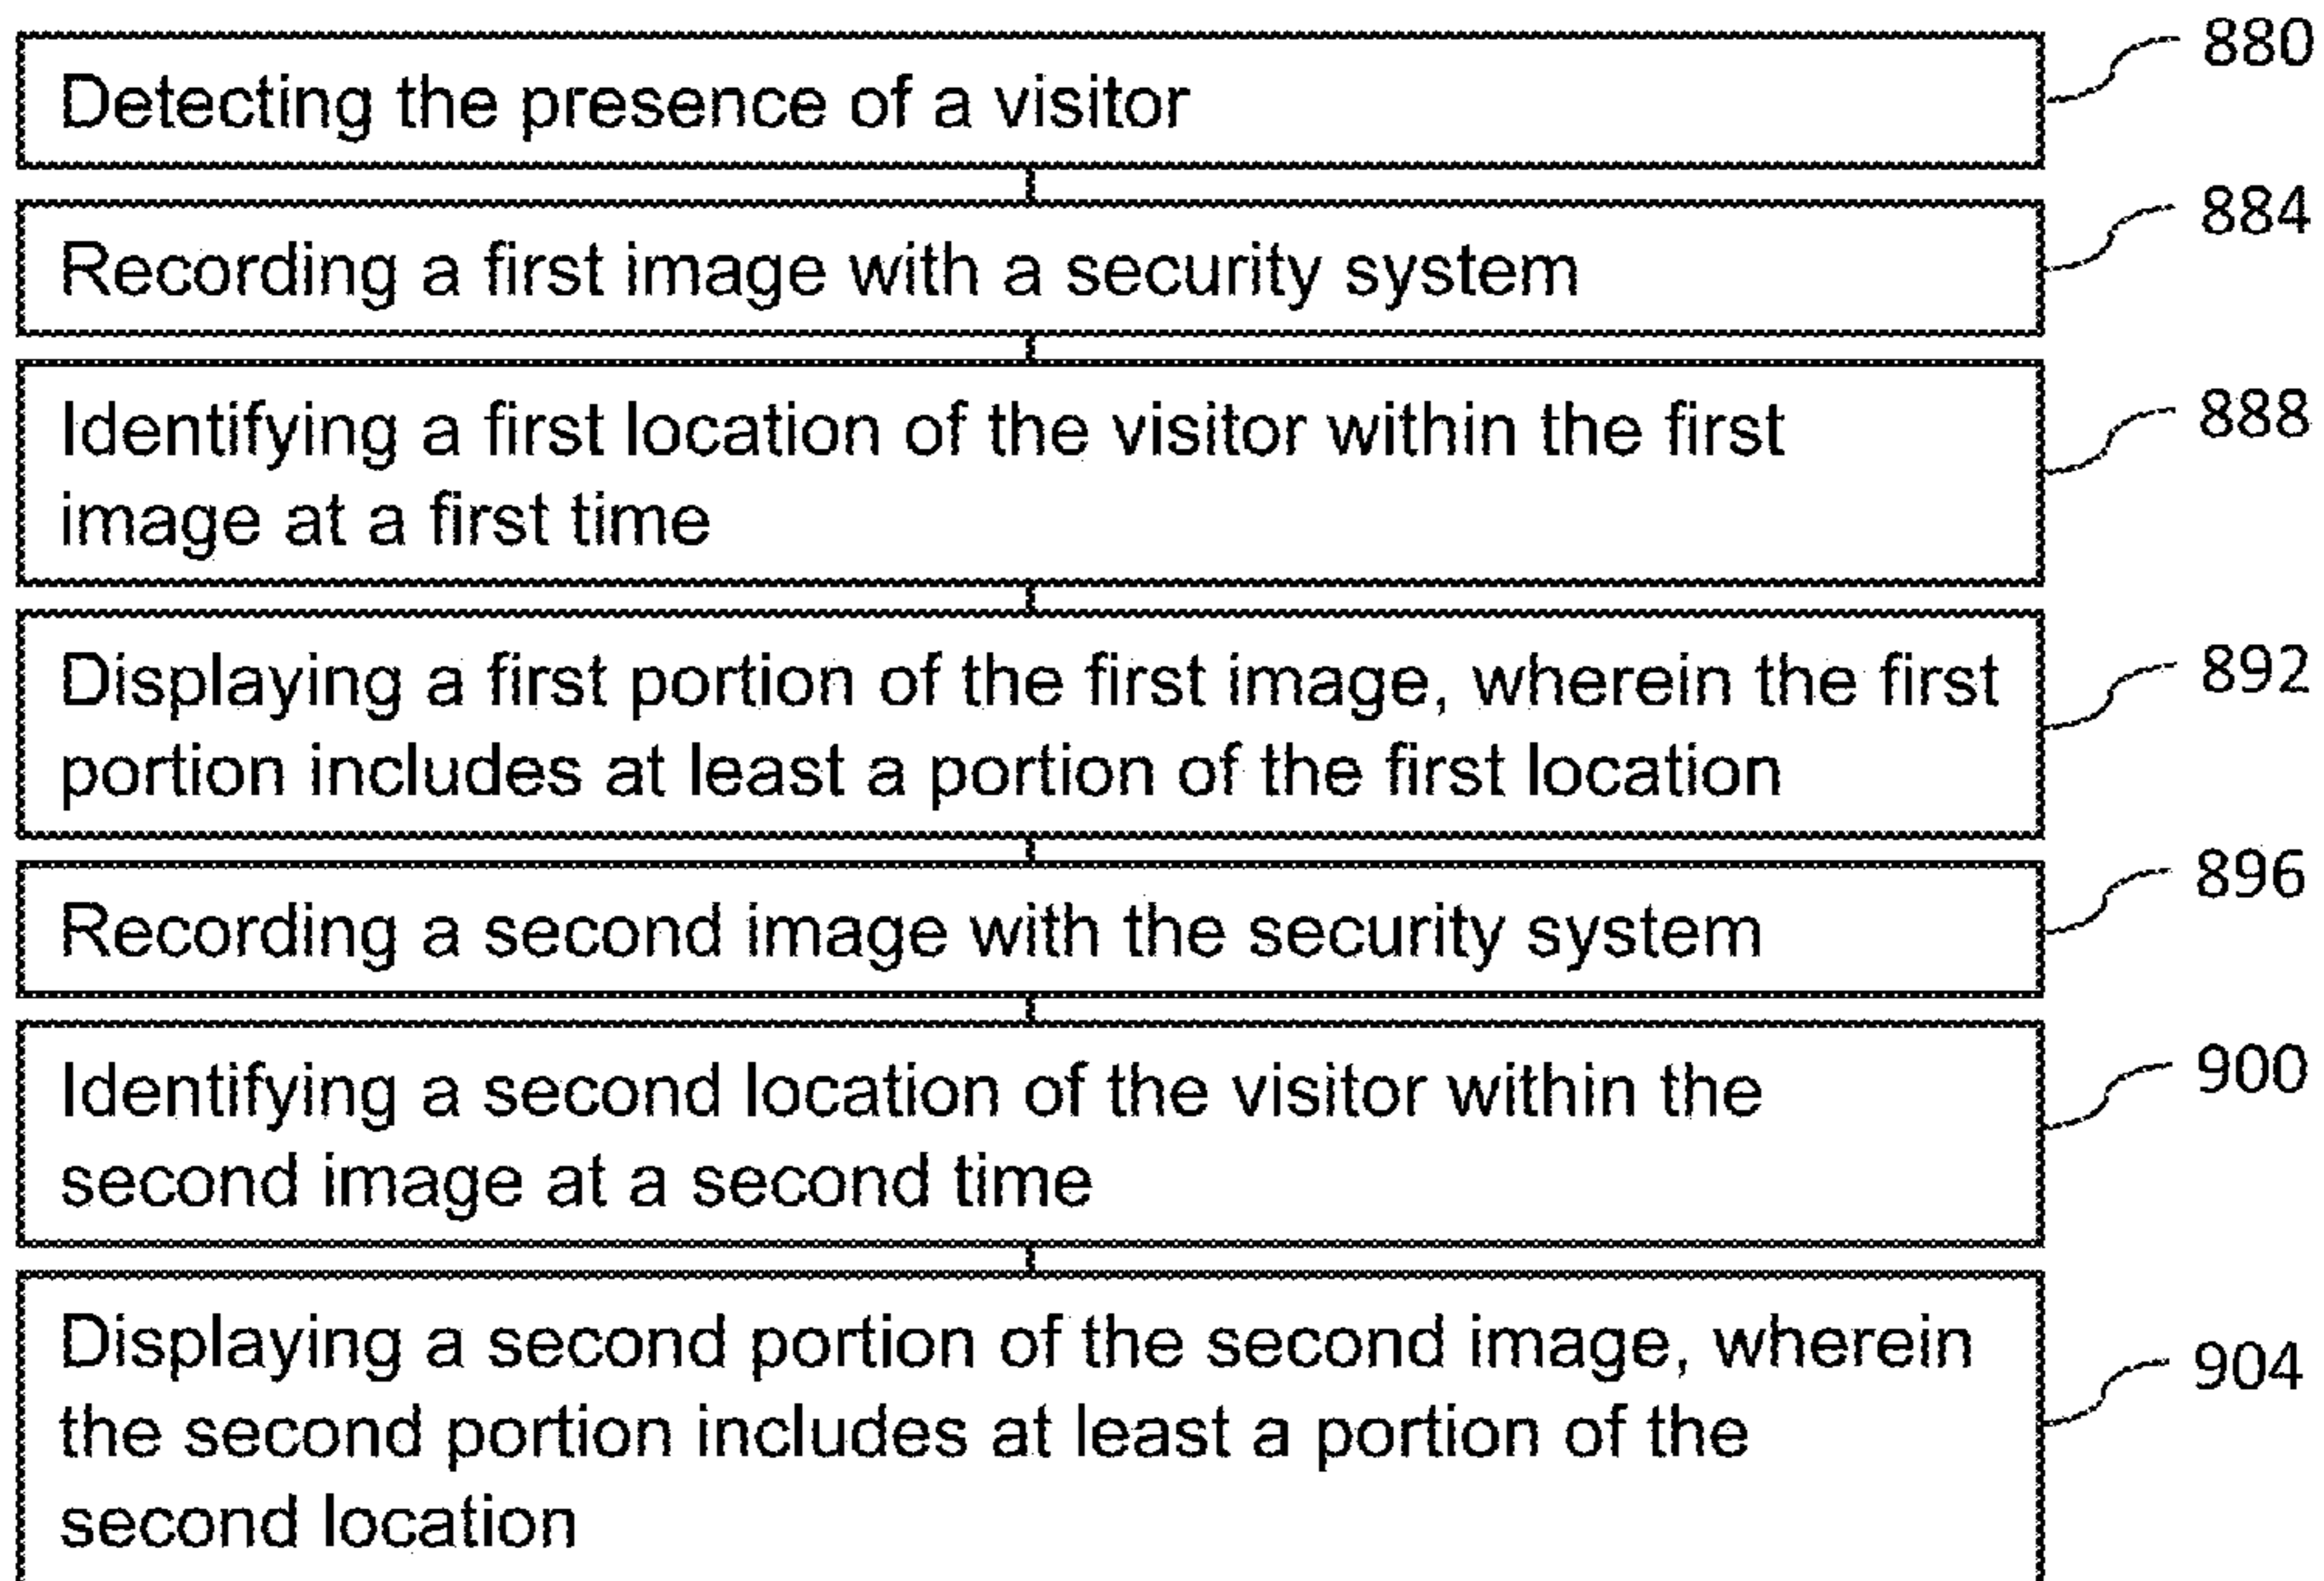 880
Detecting the presence of a visitor
884
Recording a first image with a security system
888
Identifying a first location of the visitor within the first
image at a first time
892
Displaying a first portion of the first image, wherein the first
portion includes at least a portion of the first location
896
Recording a second image with the security system
900
Identifying a second location of the visitor within the
second image at a second time
904
Displaying a second portion of the second image, wherein
the second portion includes at least a portion of the
second location